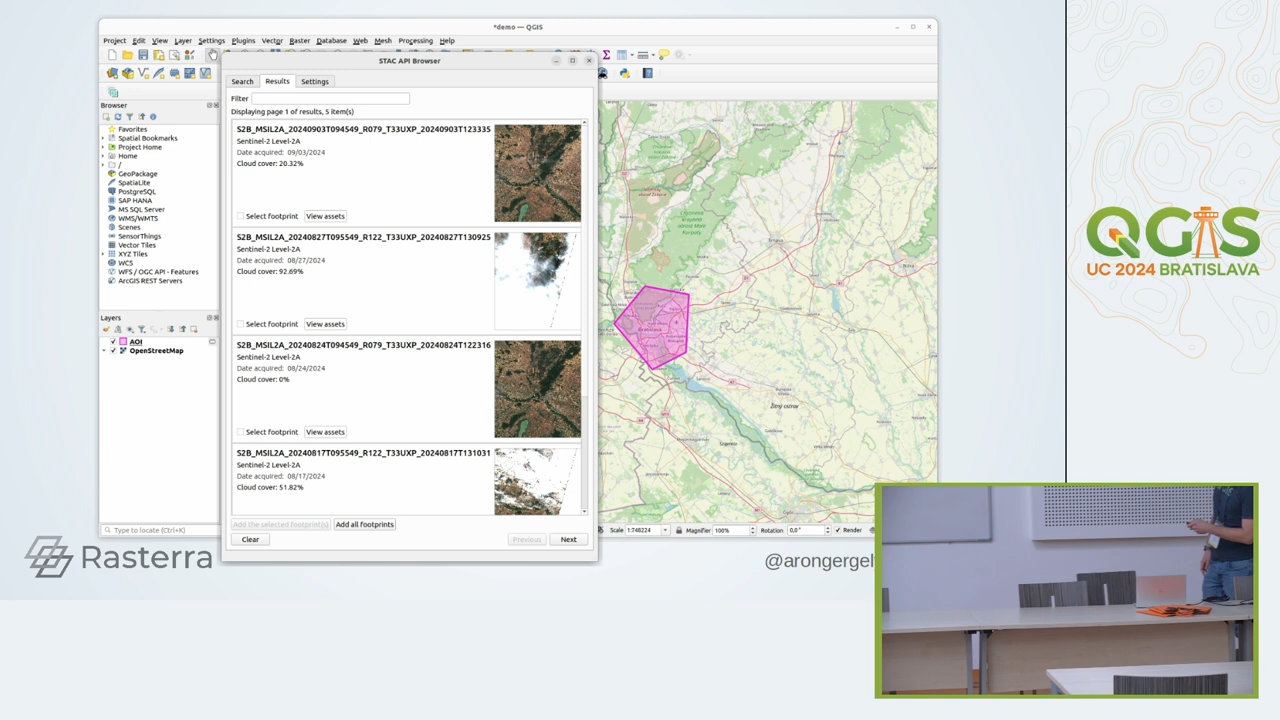 *demo — QGIS
Project Edit View Layer Settings Plugins Vector Raster Database Web Mesh Processing Help
STAC API Browser
Search Results Settings
Filter
Displaying page 1 of results, 5 item(s)
S2B_MSIL2A_20240903T094549_R079_T33UXP_20240903T123335
Sentinel-2 Level-2A
Date acquired: 09/03/2024
Cloud cover: 20.32%
Select footprint View assets
S2B_MSIL2A_20240827T095549_R122_T33UXP_20240827T130925
Sentinel-2 Level-2A
Date acquired: 08/27/2024
Cloud cover: 92.69%
Select footprint View assets
S2B_MSIL2A_20240824T094549_R079_T33UXP_20240824T122316
Sentinel-2 Level-2A
Date acquired: 08/24/2024
Cloud cover: 0%
Select footprint View assets
S2B_MSIL2A_20240817T095549_R122_T33UXP_20240817T131031
Sentinel-2 Level-2A
Date acquired: 08/17/2024
Cloud cover: 51.82%
Add the selected footprint(s) Add all footprints
Clear Previous Next
Browser
Favorites
Spatial Bookmarks
Project Home
Home
/
GeoPackage
SpatiaLite
PostgreSQL
SAP HANA
MS SQL Server
WMS/WMTS
Scenes
SensorThings
Vector Tiles
XYZ Tiles
WCS
WFS / OGC API - Features
ArcGIS REST Servers
Layers
AOI
OpenStreetMap
Type to locate (Ctrl+K)
Žitný ostrov
Scale 1:748224 Magnifier 100% Rotation 0,0° Render
Rasterra
@arongergel
QGIS
UC 2024 BRATISLAVA